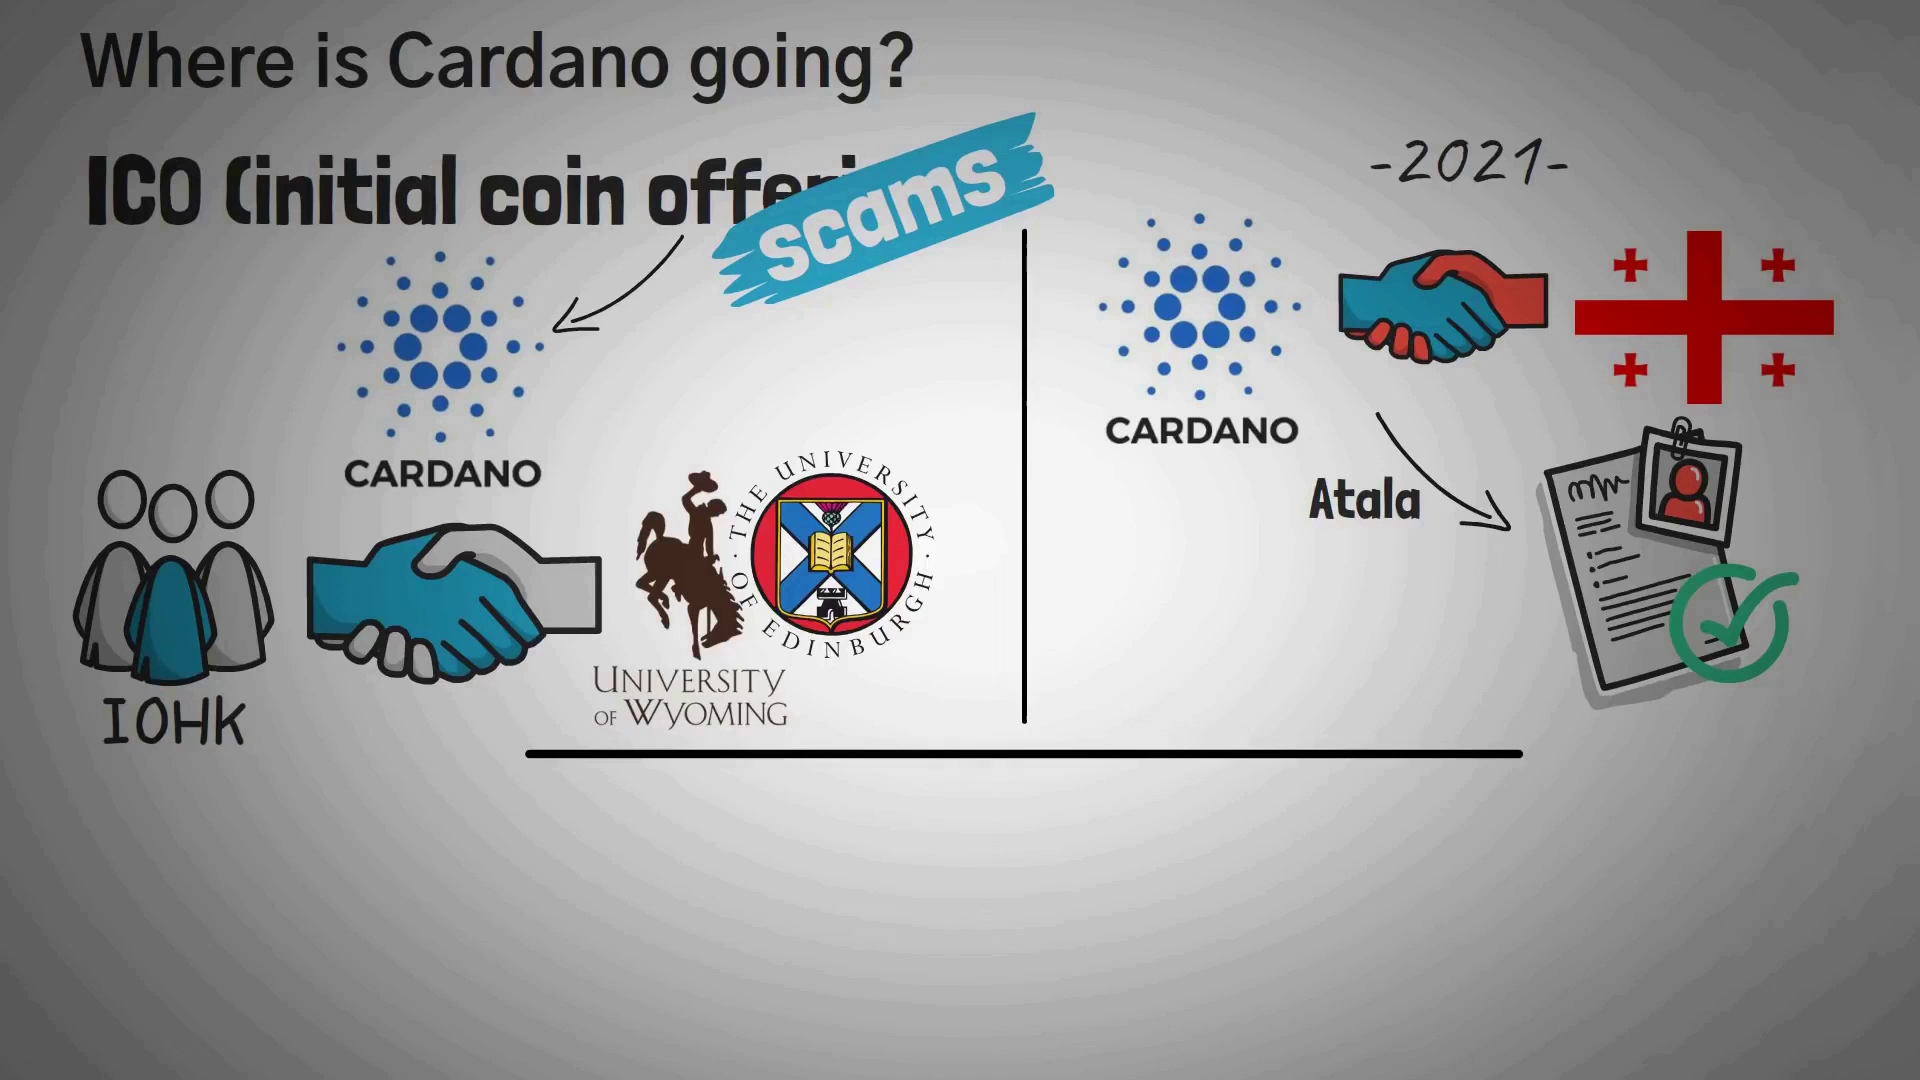 Where is Cardano going?
ICO (initial coin offeri
scams
CARDANO
IOHK
UNIVERSITY
OF WYOMING
THE UNIVERSITY · OF EDINBURGH ·
-2021-
CARDANO
Atala